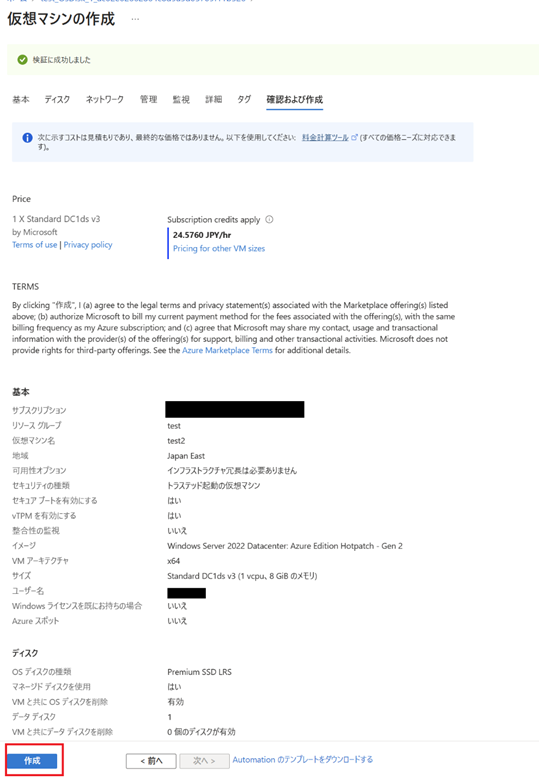 仮想マシンの作成 ...
検証に成功しました
基本 ディスク ネットワーク 管理 監視 詳細 タグ 確認および作成
次に示すコストは見積もりであり、最終的な価格ではありません。以下を使用してください: 料金計算ツール (すべての価格ニーズに対応できま
す)。
Price
1 X Standard DC1ds v3
by Microsoft
Terms of use | Privacy policy
Subscription credits apply
24.5760 JPY/hr
Pricing for other VM sizes
TERMS
By clicking "作成", I (a) agree to the legal terms and privacy statement(s) associated with the Marketplace offering(s) listed
above; (b) authorize Microsoft to bill my current payment method for the fees associated with the offering(s), with the same
billing frequency as my Azure subscription; and (c) agree that Microsoft may share my contact, usage and transactional
information with the provider(s) of the offering(s) for support, billing and other transactional activities. Microsoft does not
provide rights for third-party offerings. See the Azure Marketplace Terms for additional details.
基本
サブスクリプション
リソース グループ test
仮想マシン名 test2
地域 Japan East
可用性オプション インフラストラクチャ冗長は必要ありません
セキュリティの種類 トラステッド起動の仮想マシン
セキュア ブートを有効にする はい
vTPM を有効にする はい
整合性の監視 いいえ
イメージ Windows Server 2022 Datacenter: Azure Edition Hotpatch - Gen 2
VM アーキテクチャ x64
サイズ Standard DC1ds v3 (1 vcpu、8 GiB のメモリ)
ユーザー名
Windows ライセンスを既にお持ちの場合 いいえ
Azure スポット いいえ
ディスク
OS ディスクの種類 Premium SSD LRS
マネージド ディスクを使用 はい
VM と共に OS ディスクを削除 有効
データ ディスク 1
VM と共にデータ ディスクを削除 0 個のディスクが有効
作成 < 前へ 次へ > Automation のテンプレートをダウンロードする